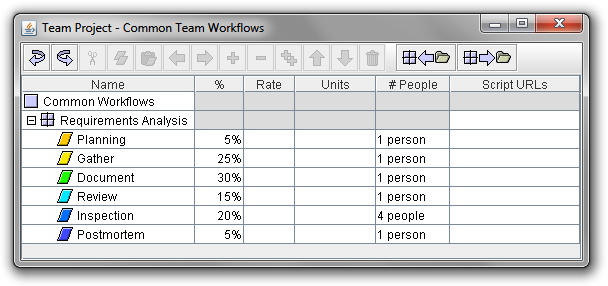 Team Project - Common Team Workflows
Name % Rate Units # People Script URLs
Common Workflows
Requirements Analysis
Planning 5% 1 person
Gather 25% 1 person
Document 30% 1 person
Review 15% 1 person
Inspection 20% 4 people
Postmortem 5% 1 person